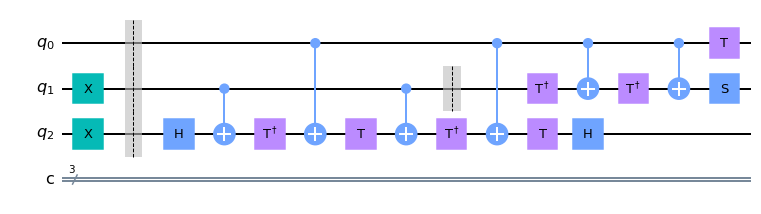 q0 T
q1 X T† T† S
q2 X H T† T T† T H
3
c